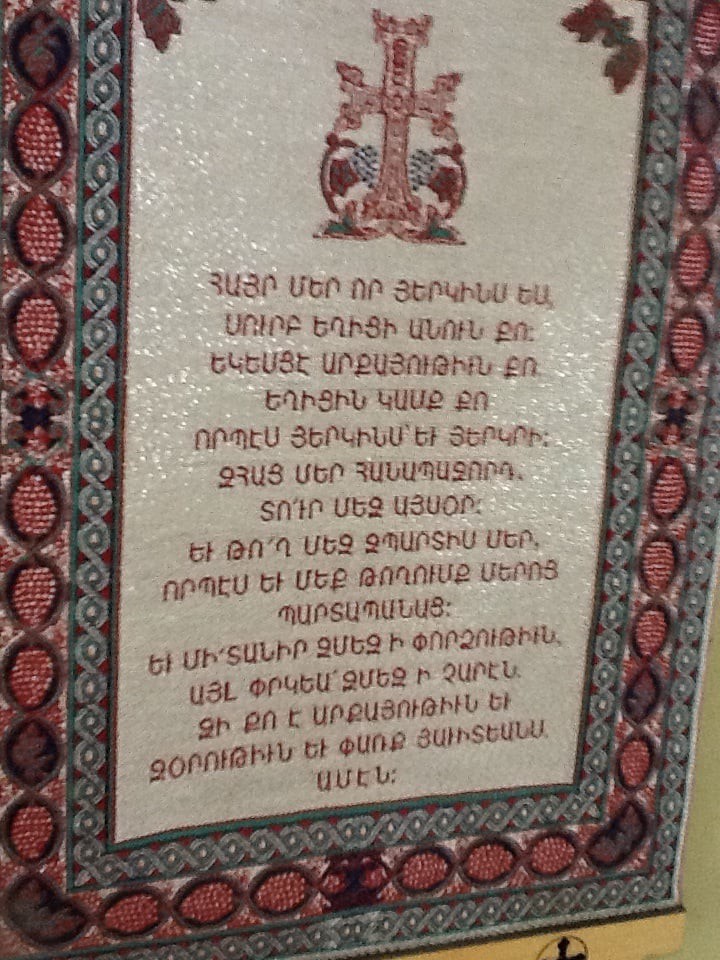 ՀԱՅՐ ՄԵՐ ՈՐ ՅԵՐԿԻՆՍ ԵՍ,
ՍՈՒՐԲ ԵՂԻՑԻ ԱՆՈՒՆ ՔՈ:
ԵԿԵՍՑԷ ԱՐՔԱՅՈՒԹԻՒՆ ՔՈ
ԵՂԻՑԻՆ ԿԱՄՔ ՔՈ
ՈՐՊԷՍ ՅԵՐԿԻՆՍ՝ ԵՒ ՅԵՐԿՐԻ:
ԶՀԱՑ ՄԵՐ ՀԱՆԱՊԱԶՈՐԴ,
ՏՈ՛ՒՐ ՄԵԶ ԱՅՍՕՐ:
ԵՒ ԹՈ՛Ղ ՄԵԶ ԶՊԱՐՏԻՍ ՄԵՐ,
ՈՐՊԷՍ ԵՒ ՄԵՔ ԹՈՂՈՒՄՔ ՄԵՐՈՑ
ՊԱՐՏԱՊԱՆԱՑ:
ԵՒ ՄԻ՛ ՏԱՆԻՐ ԶՄԵԶ Ի ՓՈՐՁՈՒԹԻՒՆ,
ԱՅԼ ՓՐԿԵԱ՛ ԶՄԵԶ Ի ՉԱՐԷՆ.
ԶԻ ՔՈ Է ԱՐՔԱՅՈՒԹԻՒՆ ԵՒ
ԶՕՐՈՒԹԻՒՆ ԵՒ ՓԱՌՔ ՅԱՒԻՏԵԱՆՍ.
ԱՄԷՆ: